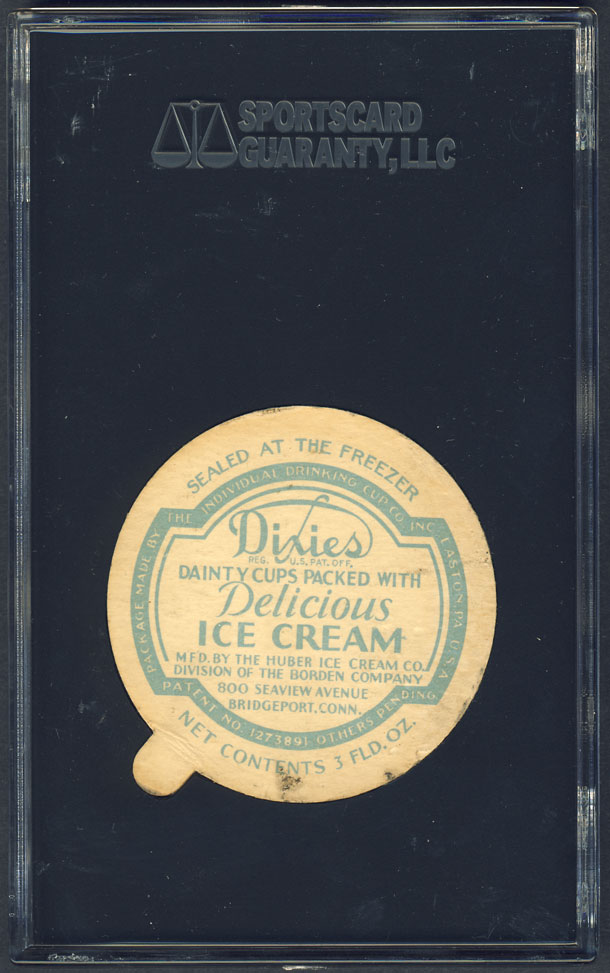 SPORTSCARD
GUARANTY, LLC
SEALED AT THE FREEZER
PACKAGE MADE BY THE INDIVIDUAL DRINKING CUP CO. INC. EASTON, PA. U.S.A.
Dixies
REG. U.S. PAT. OFF.
DAINTY CUPS PACKED WITH
Delicious
ICE CREAM
MFD. BY THE HUBER ICE CREAM CO.
DIVISION OF THE BORDEN COMPANY
800 SEAVIEW AVENUE
BRIDGEPORT, CONN.
PATENT NO. 1273891 OTHERS PENDING.
NET CONTENTS 3 FLD. OZ.